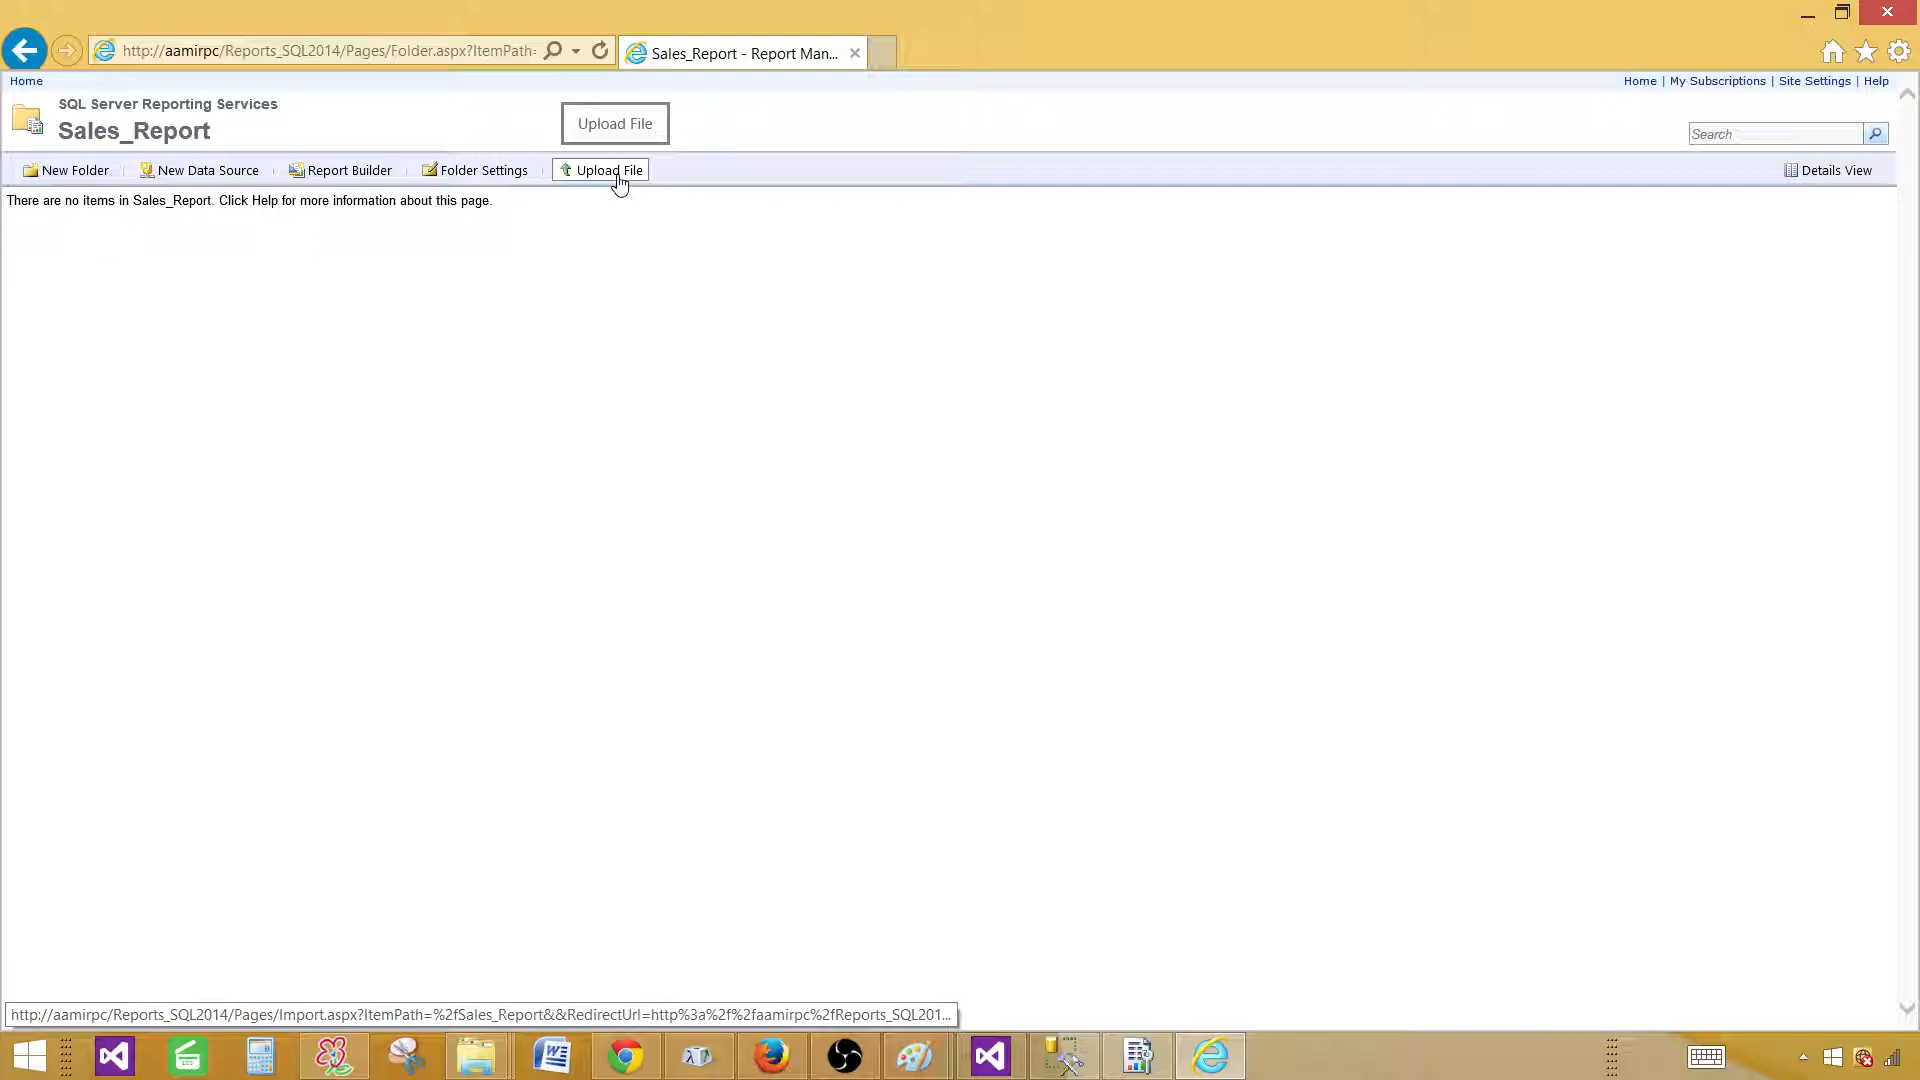 http://aamirpc/Reports_SQL2014/Pages/Folder.aspx?ItemPath=
Sales_Report - Report Man...
Home
Home | My Subscriptions | Site Settings | Help
SQL Server Reporting Services
Sales_Report
Upload File
Search
New Folder
New Data Source
Report Builder
Folder Settings
Upload File
Details View
There are no items in Sales_Report. Click Help for more information about this page.
http://aamirpc/Reports_SQL2014/Pages/Import.aspx?ItemPath=%2fSales_Report&&RedirectUrl=http%3a%2f%2faamirpc%2fReports_SQL201...